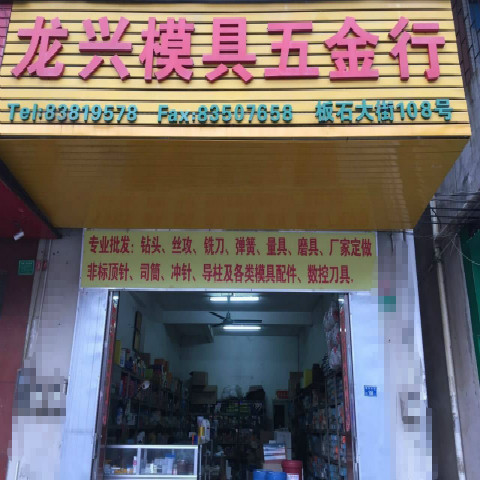 龙兴模具五金行
Tel:83819578 Fax:83507658 板石大街108号
专业批发：钻头、丝攻、铣刀、弹簧、量具、磨具、厂家定做
非标顶针、司筒、冲针、导柱及各类模具配件、数控刀具.